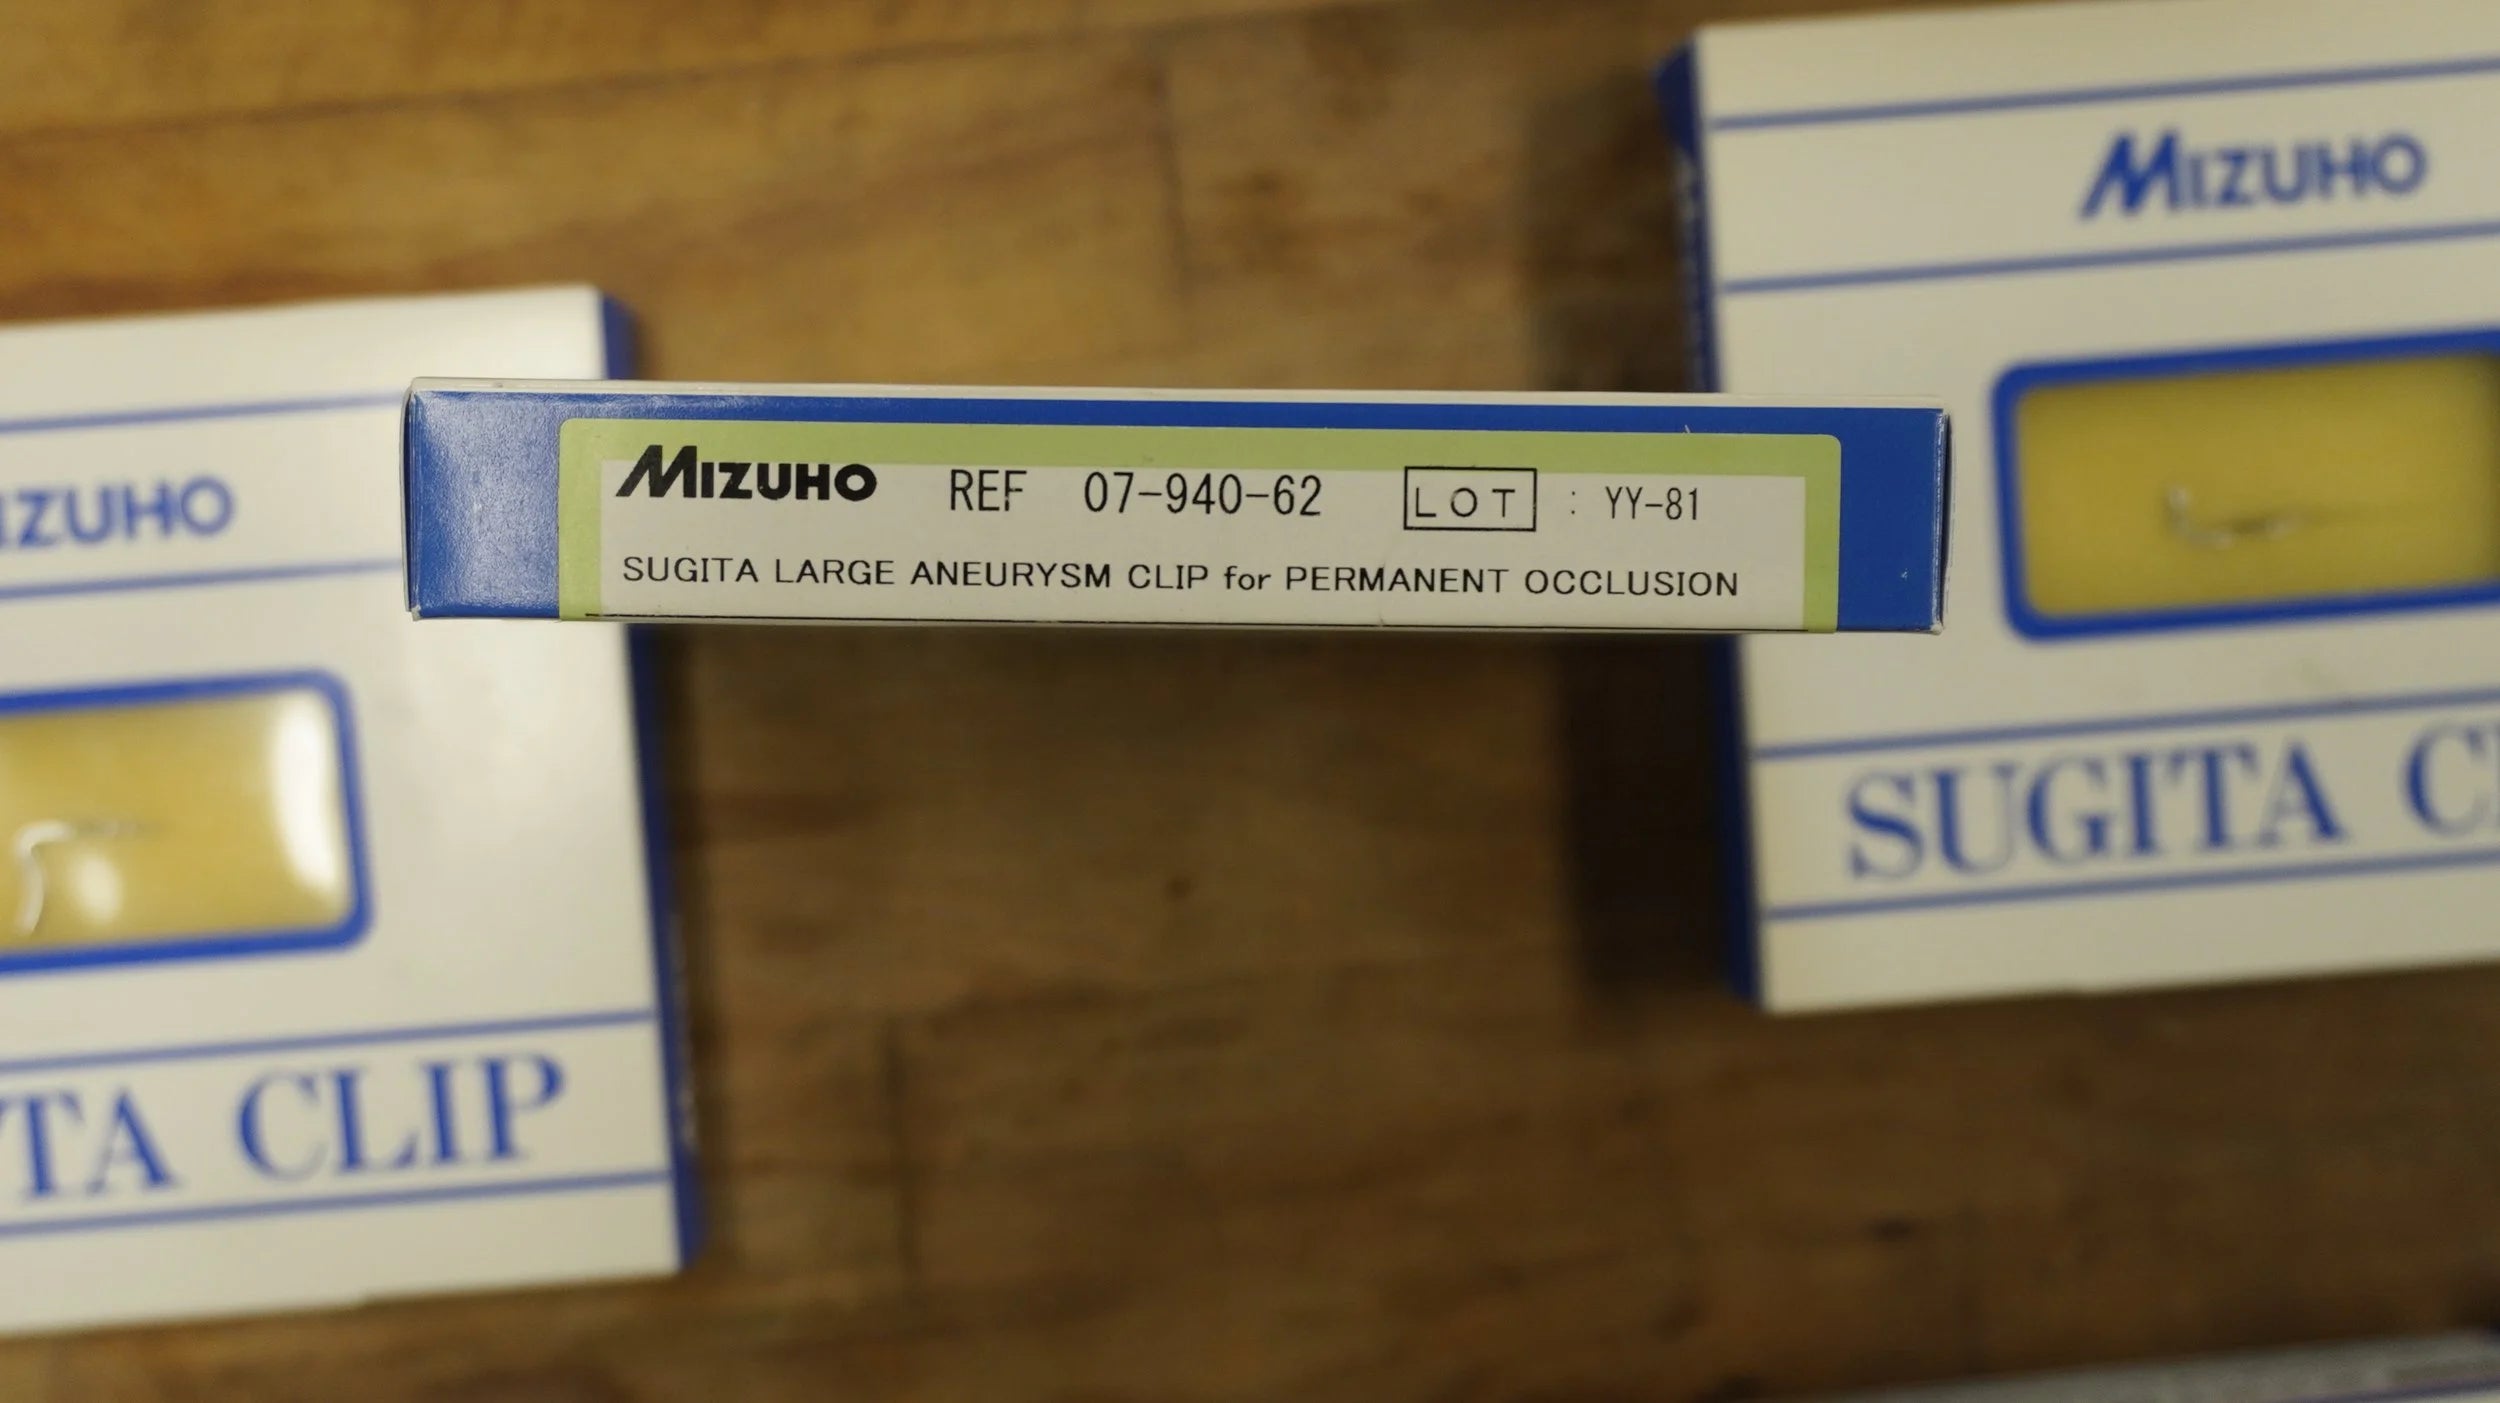 MIZUHO REF 07-940-62 LOT : YY-81
SUGITA LARGE ANEURYSM CLIP for PERMANENT OCCLUSION
MIZUHO
SUGITA
IZUHO
TA CLIP